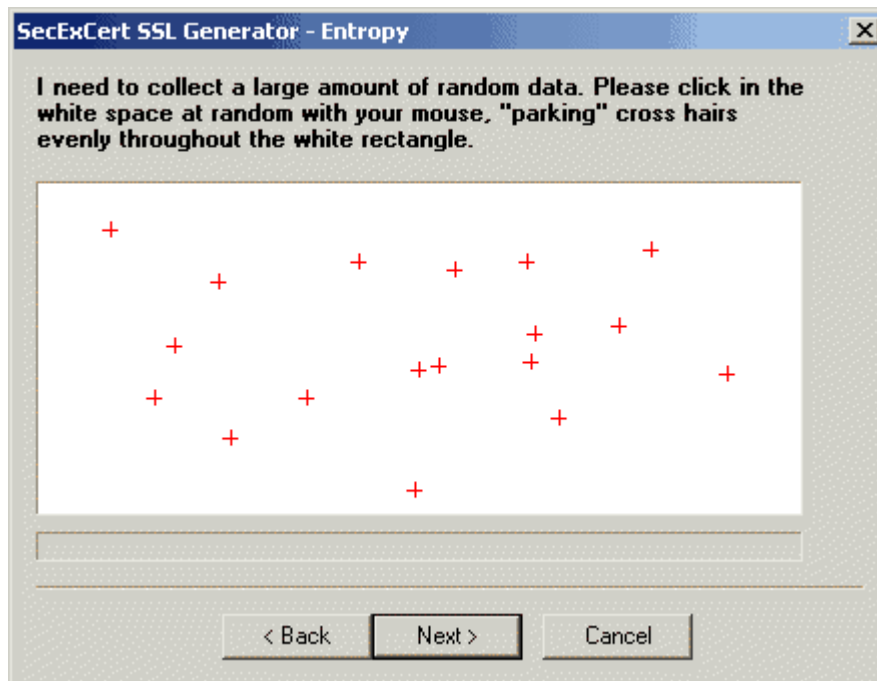 SecExCert SSL Generator - Entropy
I need to collect a large amount of random data. Please click in the
white space at random with your mouse, "parking" cross hairs
evenly throughout the white rectangle.
< Back Next > Cancel